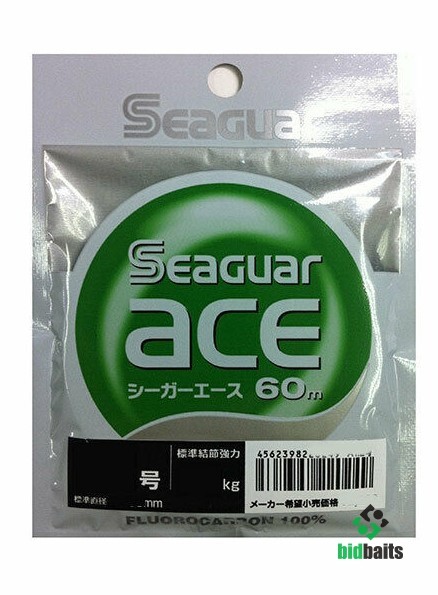 SEAGUA
SEAGUAR
ace
シーガーエース 60m
標準結節強力
号
kg
標準直径 mm
45623982
メーカー希望小売価格
FLUOROCARBON 100%
bidbaits